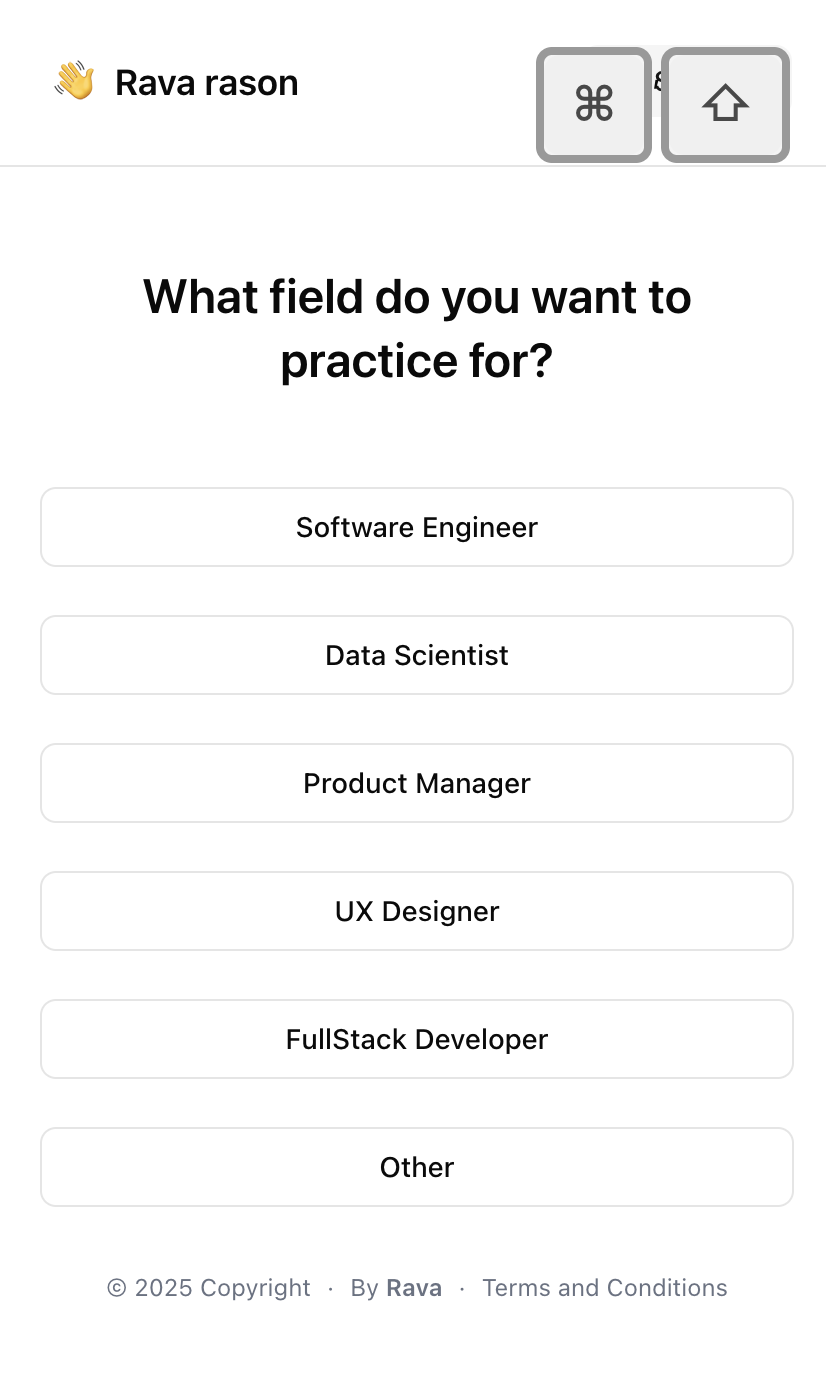 👋 Rava rason
⌘ ⇧
What field do you want to
practice for?
Software Engineer
Data Scientist
Product Manager
UX Designer
FullStack Developer
Other
© 2025 Copyright · By Rava · Terms and Conditions